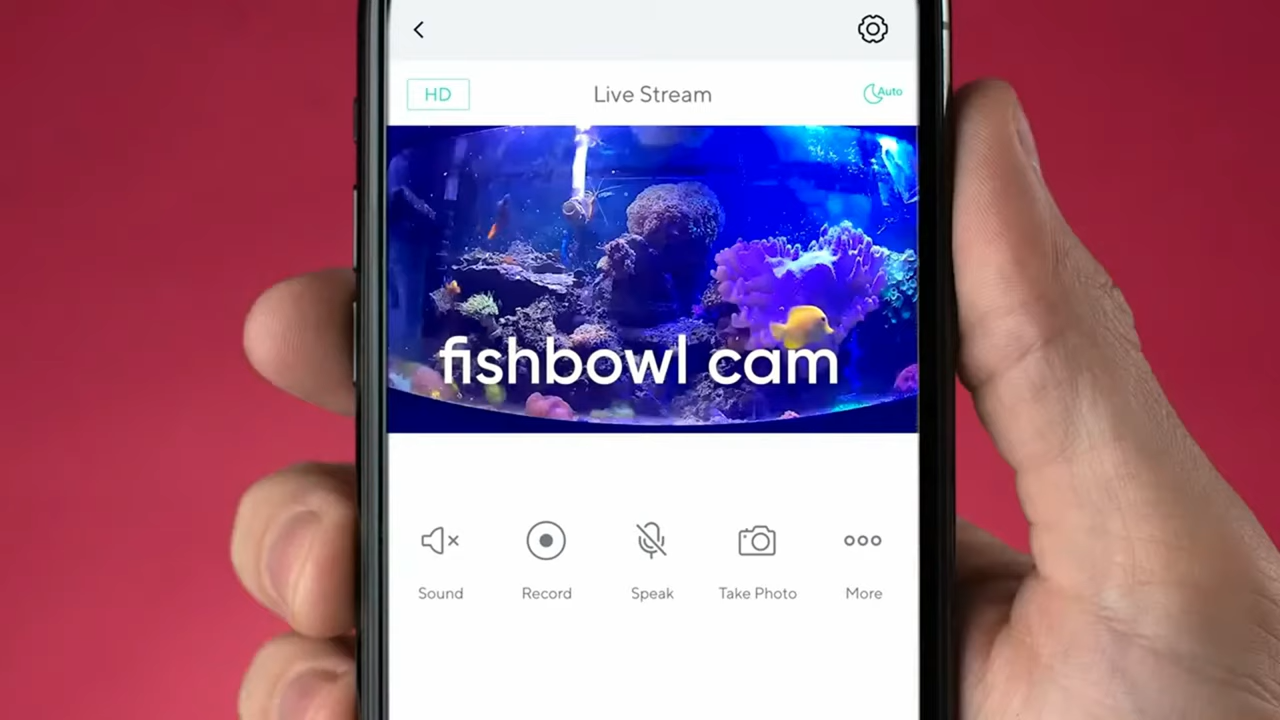 HD
Live Stream
Auto
fishbowl cam
Sound
Record
Speak
Take Photo
More